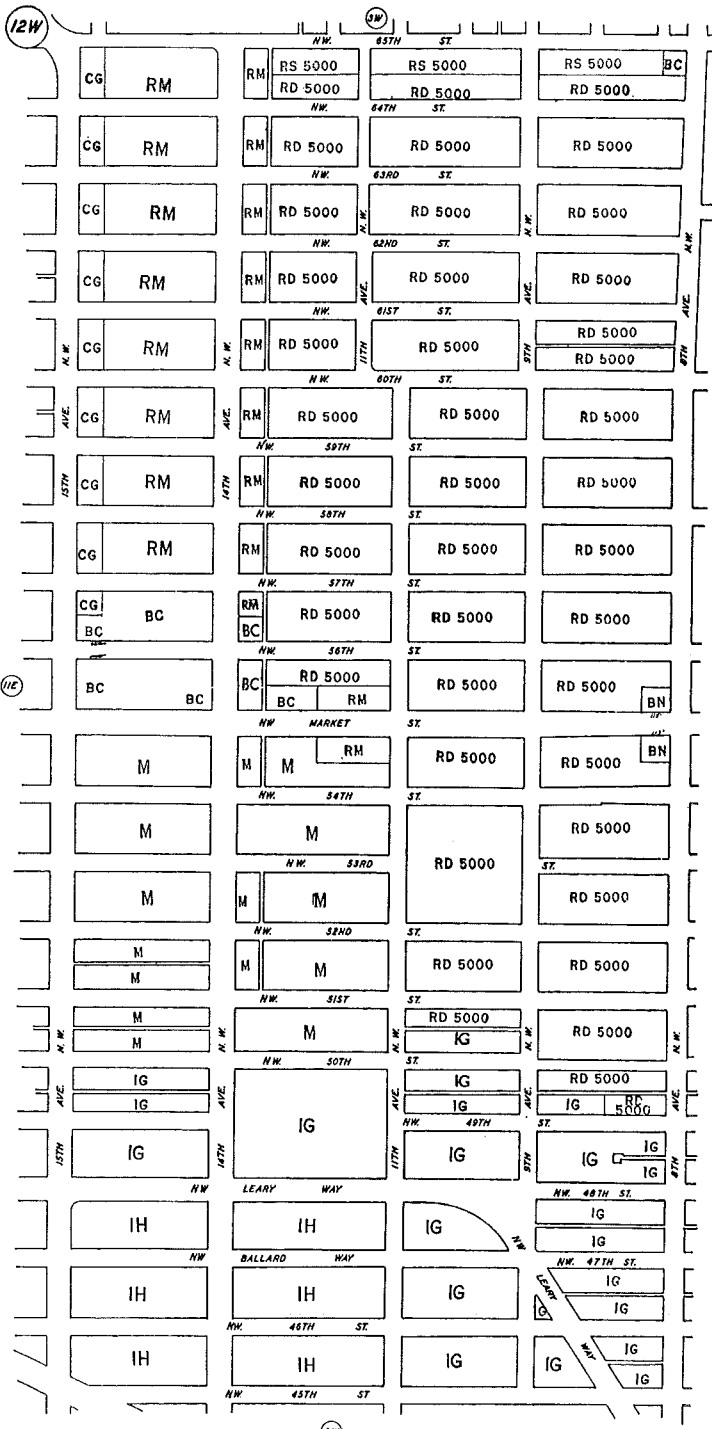 12W
3W
NW. 65TH ST.
CG RM RM RS 5000 RS 5000 RS 5000 BC
RD 5000 RD 5000 RD 5000
NW. 64TH ST.
CG RM RM RD 5000 RD 5000 RD 5000
NW. 63RD ST.
CG RM RM RD 5000 N.W. RD 5000 N.W. RD 5000 N.W.
NW. 62ND ST.
CG RM RM RD 5000 AVE. RD 5000 AVE. RD 5000 AVE.
NW. 61ST ST.
N.W. CG RM N.W. RM RD 5000 11TH RD 5000 9TH RD 5000 8TH
RD 5000
NW. 60TH ST.
AVE. CG RM AVE. RM RD 5000 RD 5000 RD 5000
NW. 59TH ST.
15TH CG RM 14TH RM RD 5000 RD 5000 RD 5000
NW. 58TH ST.
CG RM RM RD 5000 RD 5000 RD 5000
NW. 57TH ST.
CG BC RM RD 5000 RD 5000 RD 5000
BC BC
NW. 56TH ST.
11E BC BC BC RD 5000 RD 5000 RD 5000
BC RM BN
NW MARKET ST.
115'
M M M RM RD 5000 RD 5000 BN
NW. 54TH ST.
M M RD 5000 RD 5000
NW. 53RD ST.
M M M RD 5000
NW. 52ND ST.
M M M RD 5000 RD 5000
M
NW. 51ST ST.
N.W. M N.W. M N.W. RD 5000 N.W. RD 5000 N.W.
M IG
NW. 50TH ST.
AVE. IG AVE. IG AVE. IG AVE. RD 5000 AVE.
IG IG IG RD 5000
NW. 49TH ST.
15TH IG 14TH 11TH IG 9TH IG IG 8TH
IG
NW LEARY WAY NW. 48TH ST.
IH IH IG NW IG
IG
NW BALLARD WAY NW. 47TH ST.
IH IH IG LEARY IG
G IG
NW. 46TH ST.
IH IH IG IG WAY IG
IG
NW. 45TH ST